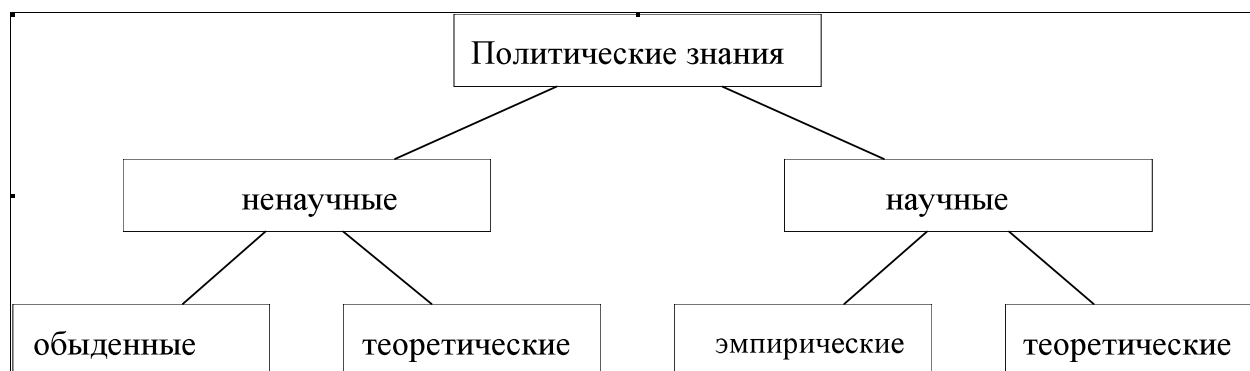 Политические знания
ненаучные
научные
обыденные
теоретические
эмпирические
теоретические